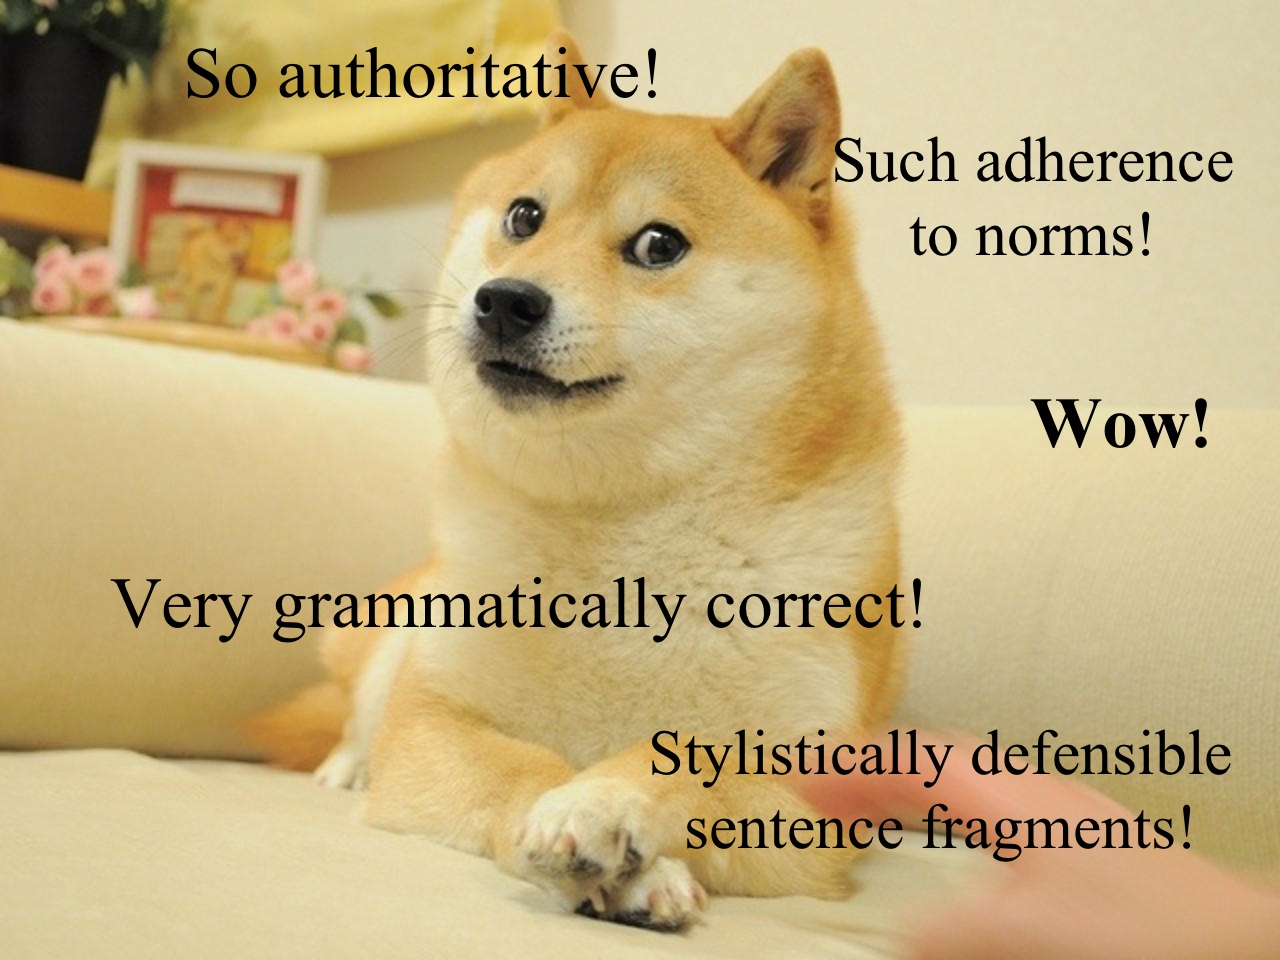 So authoritative!
Such adherence
to norms!
Wow!
Very grammatically correct!
Stylistically defensible
sentence fragments!